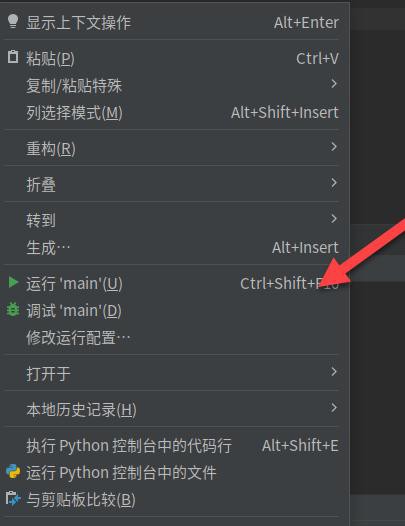 显示上下文操作 Alt+Enter
粘贴(P) Ctrl+V
复制/粘贴特殊
列选择模式(M) Alt+Shift+Insert
重构(R)
折叠
转到
生成… Alt+Insert
运行 'main'(U) Ctrl+Shift+F10
调试 'main'(D)
修改运行配置…
打开于
本地历史记录(H)
执行 Python 控制台中的代码行 Alt+Shift+E
运行 Python 控制台中的文件
与剪贴板比较(B)